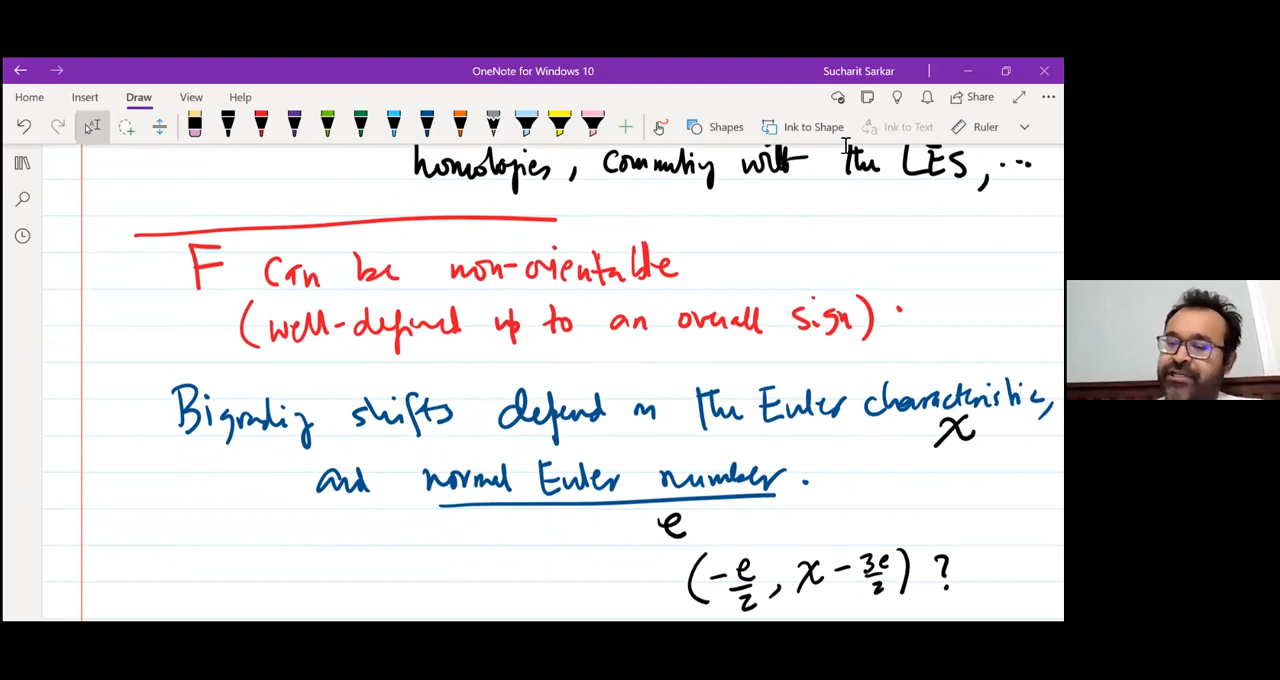 OneNote for Windows 10
Sucharit Sarkar
Home Insert Draw View Help
Share
Shapes Ink to Shape Ink to Text Ruler
homologies, commuting with the LES, ...
F can be non-orientable
(well-defined up to an overall sign).
Bigrading shifts depend on the Euler characteristic,
χ
and normal Euler number.
e
(-e/2, χ - 3e/2) ?